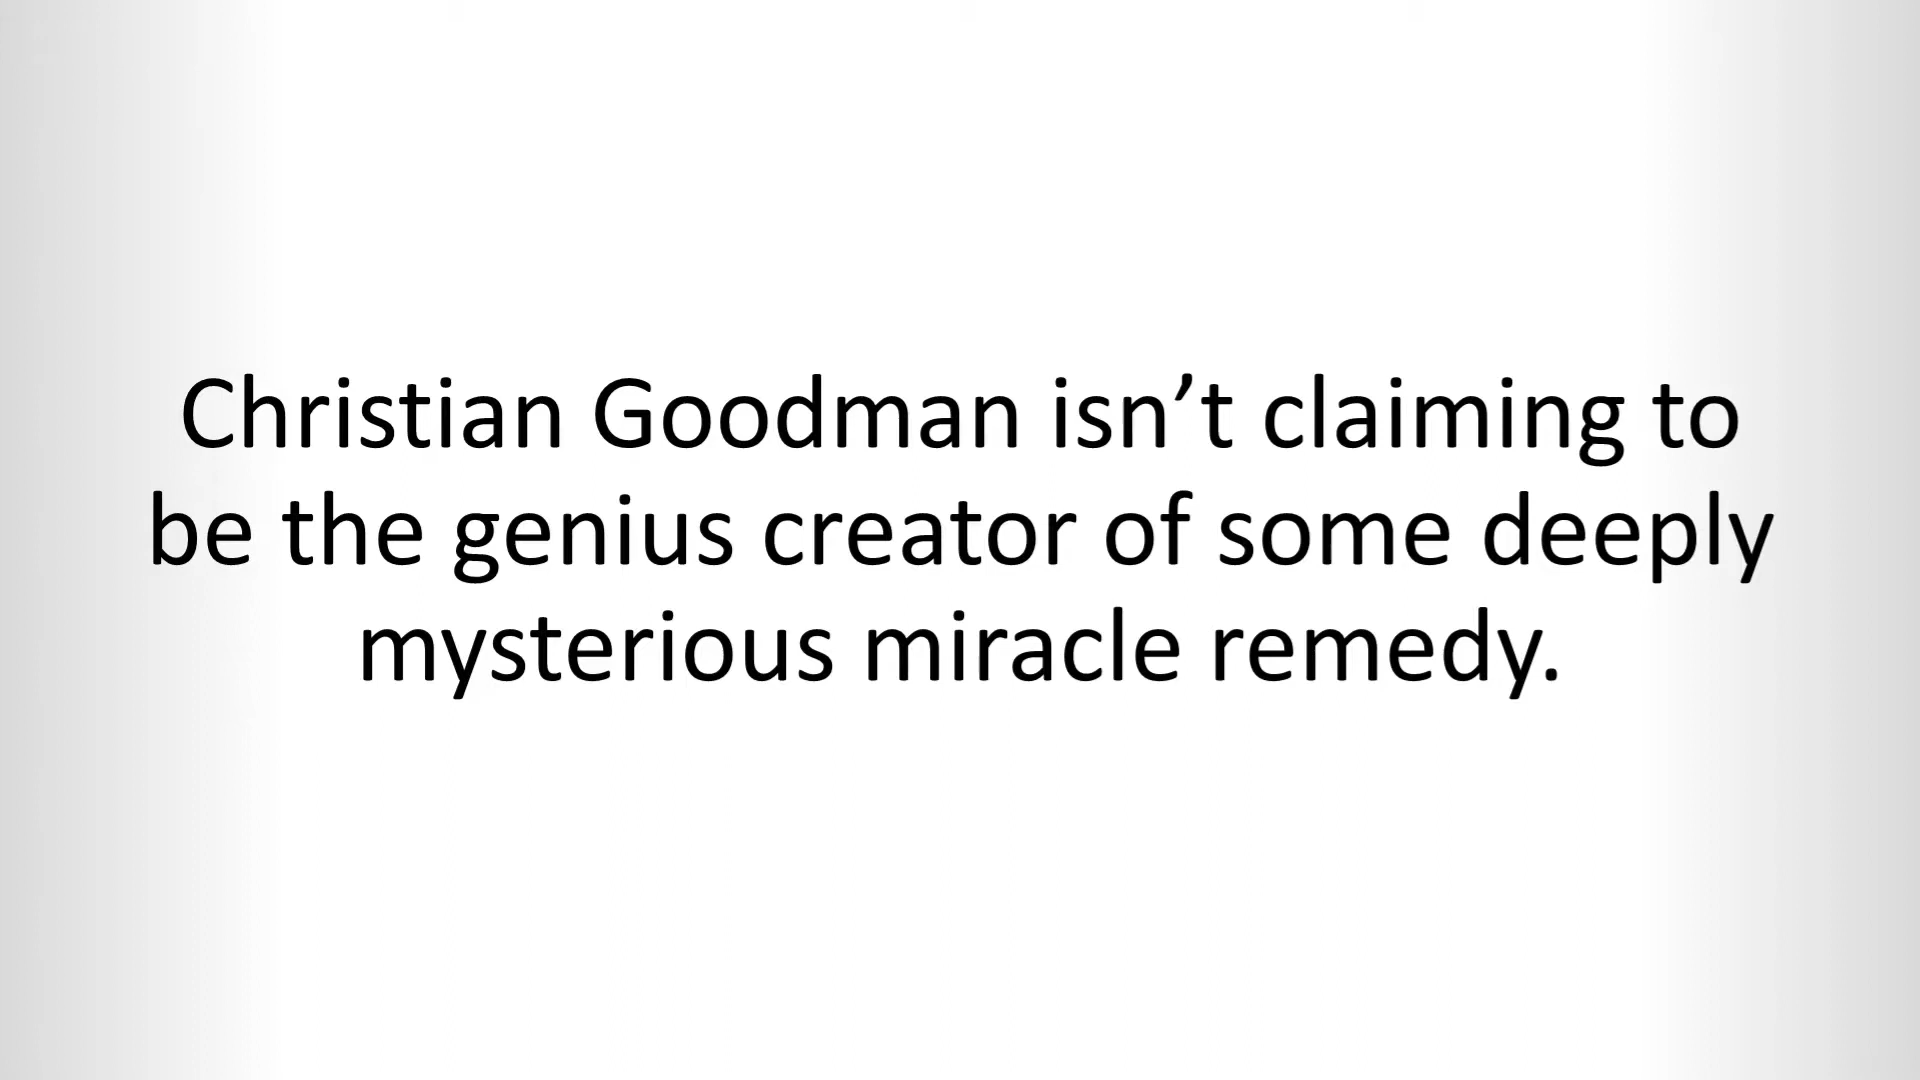 Christian Goodman isn’t claiming to
be the genius creator of some deeply
mysterious miracle remedy.